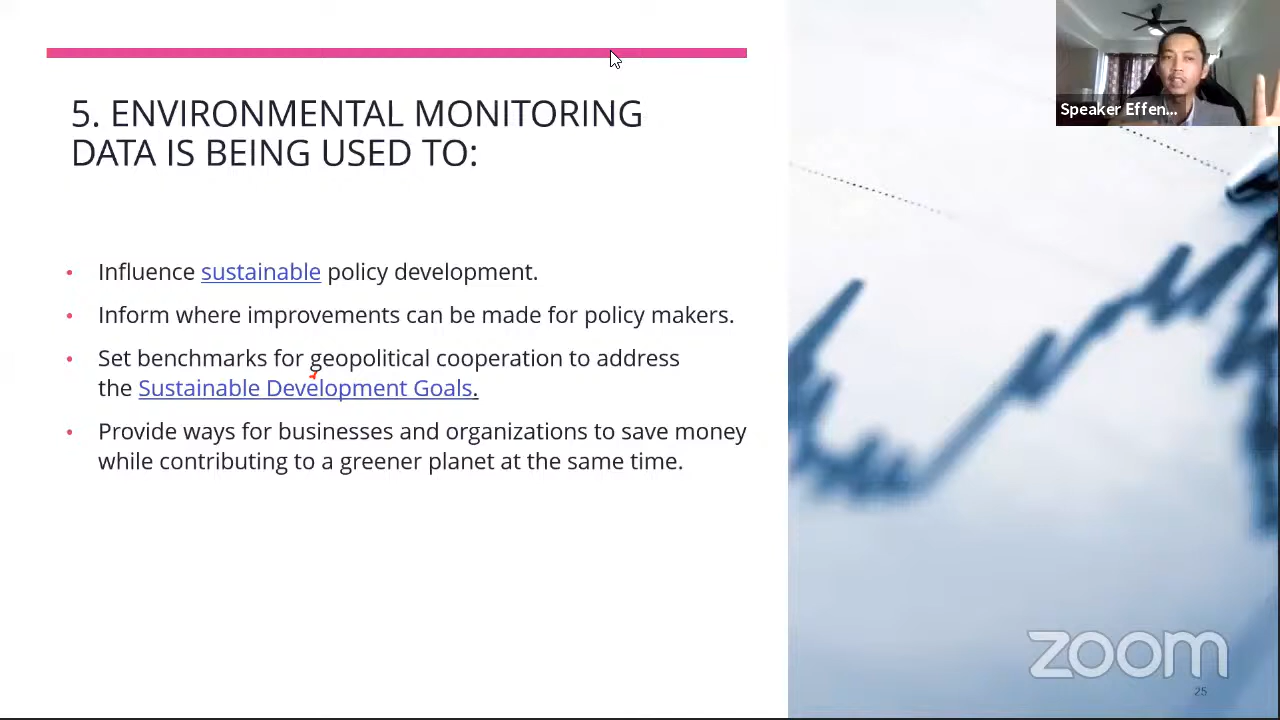 5. ENVIRONMENTAL MONITORING
DATA IS BEING USED TO:
• Influence sustainable policy development.
• Inform where improvements can be made for policy makers.
• Set benchmarks for geopolitical cooperation to address
the Sustainable Development Goals.
• Provide ways for businesses and organizations to save money
while contributing to a greener planet at the same time.
Speaker Effen...
zoom
25